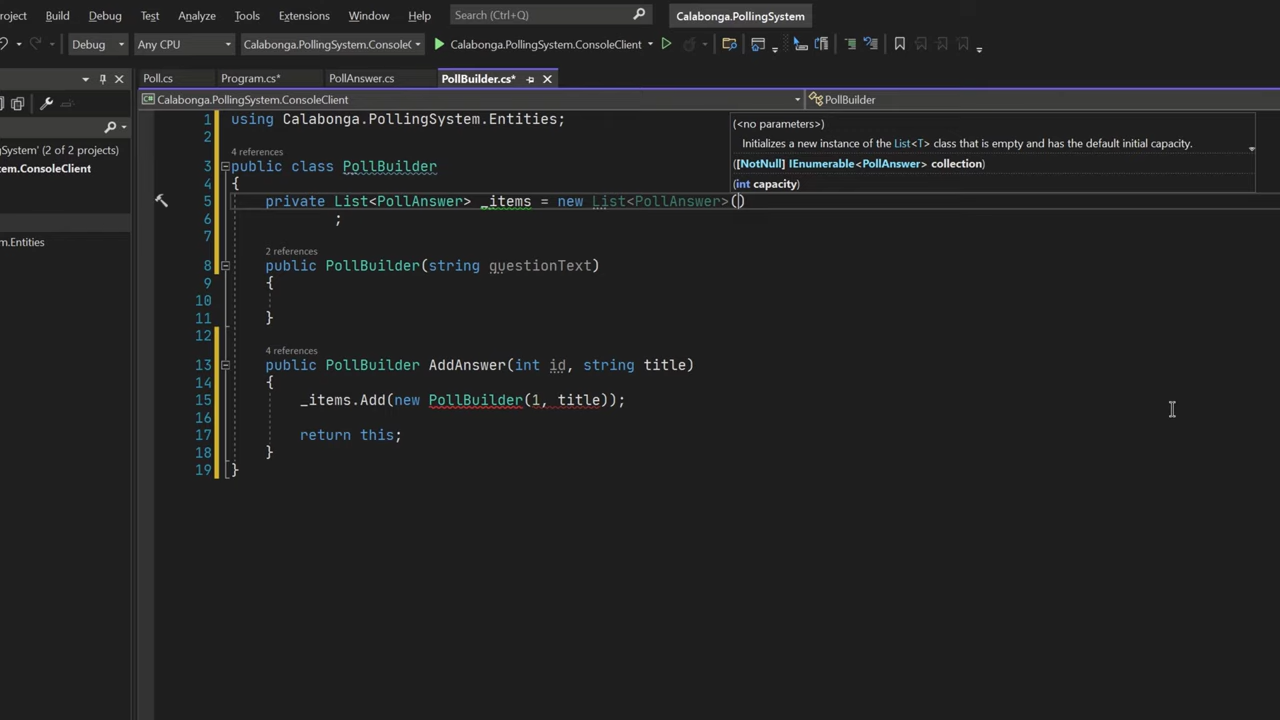 roject Build Debug Test Analyze Tools Extensions Window Help Search (Ctrl+Q) Calabonga.PollingSystem
Debug Any CPU Calabonga.PollingSystem.ConsoleC Calabonga.PollingSystem.ConsoleClient
Poll.cs Program.cs* PollAnswer.cs PollBuilder.cs*
Calabonga.PollingSystem.ConsoleClient PollBuilder
ystem' (2 of 2 projects)
em.ConsoleClient
em.Entities
1 using Calabonga.PollingSystem.Entities;
2
4 references
3 public class PollBuilder
4 {
5 private List<PollAnswer> _items = new List<PollAnswer>()
6 ;
7
2 references
8 public PollBuilder(string questionText)
9 {
10
11 }
12
4 references
13 public PollBuilder AddAnswer(int id, string title)
14 {
15 _items.Add(new PollBuilder(1, title));
16
17 return this;
18 }
19 }
(<no parameters>)
Initializes a new instance of the List<T> class that is empty and has the default initial capacity.
([NotNull] IEnumerable<PollAnswer> collection)
(int capacity)